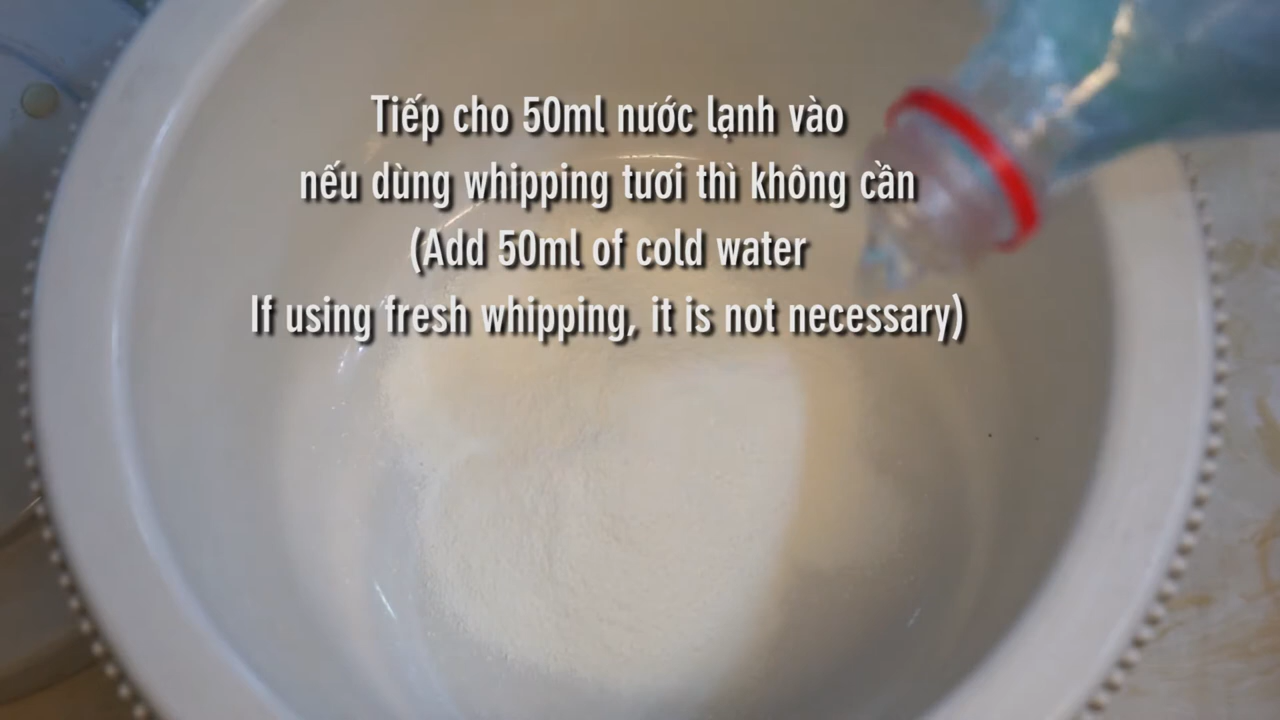 Tiếp cho 50ml nước lạnh vào
nếu dùng whipping tươi thì không cần
(Add 50ml of cold water
If using fresh whipping, it is not necessary)